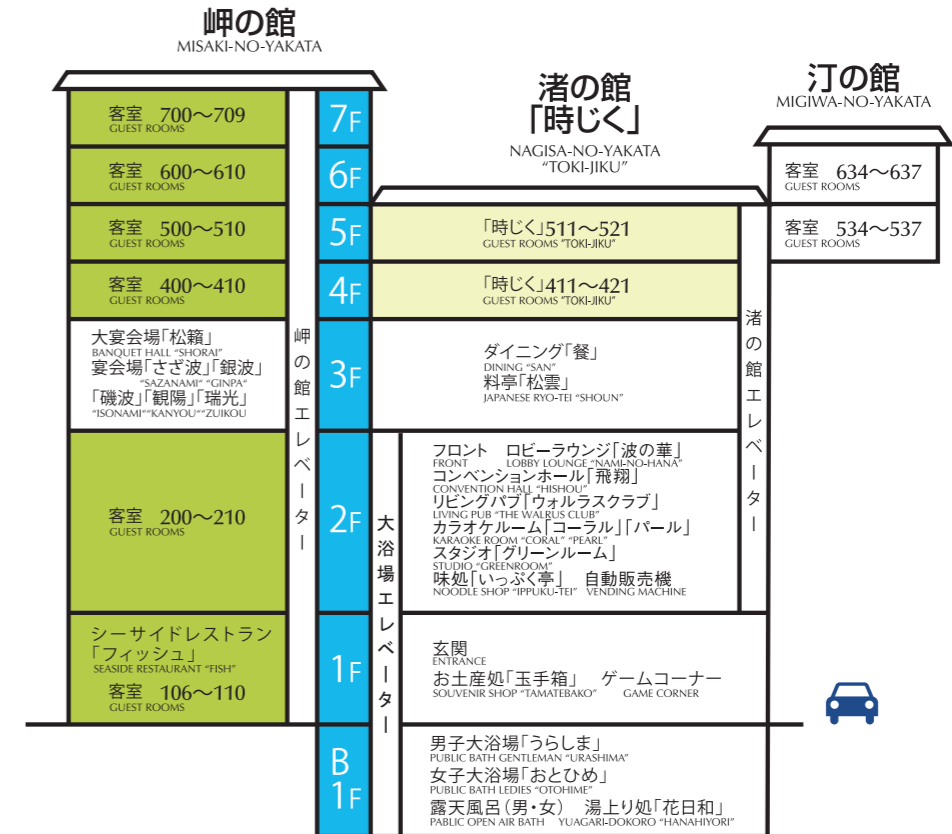 岬の館
MISAKI-NO-YAKATA
渚の館
「時じく」
NAGISA-NO-YAKATA
"TOKI-JIKU"
汀の館
MIGIWA-NO-YAKATA
客室 700〜709
GUEST ROOMS
7F
客室 600〜610
GUEST ROOMS
6F
客室 634〜637
GUEST ROOMS
客室 500〜510
GUEST ROOMS
5F
「時じく」511〜521
GUEST ROOMS "TOKI-JIKU"
客室 534〜537
GUEST ROOMS
客室 400〜410
GUEST ROOMS
4F
「時じく」411〜421
GUEST ROOMS "TOKI-JIKU"
大宴会場「松籟」
BANQUET HALL "SHORAI"
宴会場「さざ波」「銀波」
"SAZANAMI" "GINPA"
「磯波」「観陽」「瑞光」
"ISONAMI""KANYOU""ZUIKOU
岬の館エレベーター
3F
ダイニング「餐」
DINING "SAN"
料亭「松雲」
JAPANESE RYO-TEI "SHOUN"
渚の館エレベーター
客室 200〜210
GUEST ROOMS
2F
大浴場エレベーター
フロント ロビーラウンジ「波の華」
FRONT LOBBY LOUNGE "NAMI-NO-HANA"
コンベンションホール「飛翔」
CONVENTION HALL "HISHOU"
リビングパブ「ウォルラスクラブ」
LIVING PUB "THE WALRUS CLUB"
カラオケルーム「コーラル」「パール」
KARAOKE ROOM "CORAL" "PEARL"
スタジオ「グリーンルーム」
STUDIO "GREENROOM"
味処「いっぷく亭」 自動販売機
NOODLE SHOP "IPPUKU-TEI" VENDING MACHINE
シーサイドレストラン
「フィッシュ」
SEASIDE RESTAURANT "FISH"
客室 106〜110
GUEST ROOMS
1F
玄関
ENTRANCE
お土産処「玉手箱」 ゲームコーナー
SOUVENIR SHOP "TAMATEBAKO" GAME CORNER
B
1F
男子大浴場「うらしま」
PUBLIC BATH GENTLEMAN "URASHIMA"
女子大浴場「おとひめ」
PUBLIC BATH LEDIES "OTOHIME"
露天風呂(男・女) 湯上り処「花日和」
PABLIC OPEN AIR BATH YUAGARI-DOKORO "HANAHIYORI"